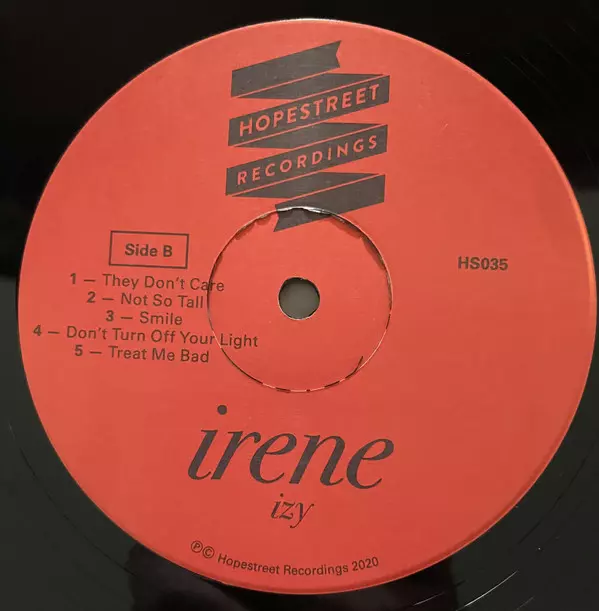 HOPESTREET
RECORDINGS
Side B
HS035
1 — They Don't Care
2 — Not So Tall
3 — Smile
4 — Don't Turn Off Your Light
5 — Treat Me Bad
irene
izy
℗© Hopestreet Recordings 2020